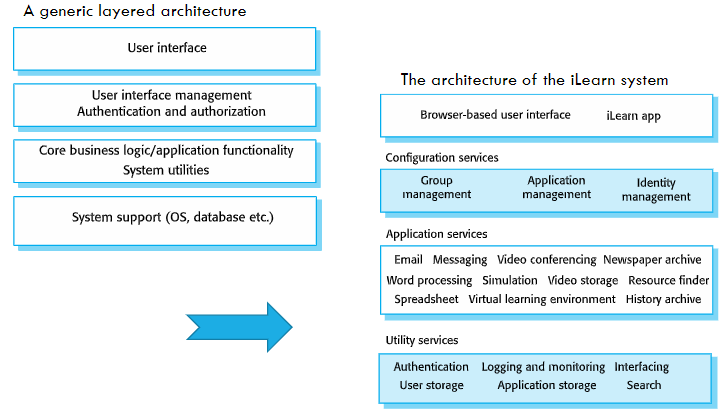 A generic layered architecture
User interface
User interface management
Authentication and authorization
Core business logic/application functionality
System utilities
System support (OS, database etc.)
The architecture of the iLearn system
Browser-based user interface iLearn app
Configuration services
Group management Application management Identity management
Application services
Email Messaging Video conferencing Newspaper archive
Word processing Simulation Video storage Resource finder
Spreadsheet Virtual learning environment History archive
Utility services
Authentication Logging and monitoring Interfacing
User storage Application storage Search